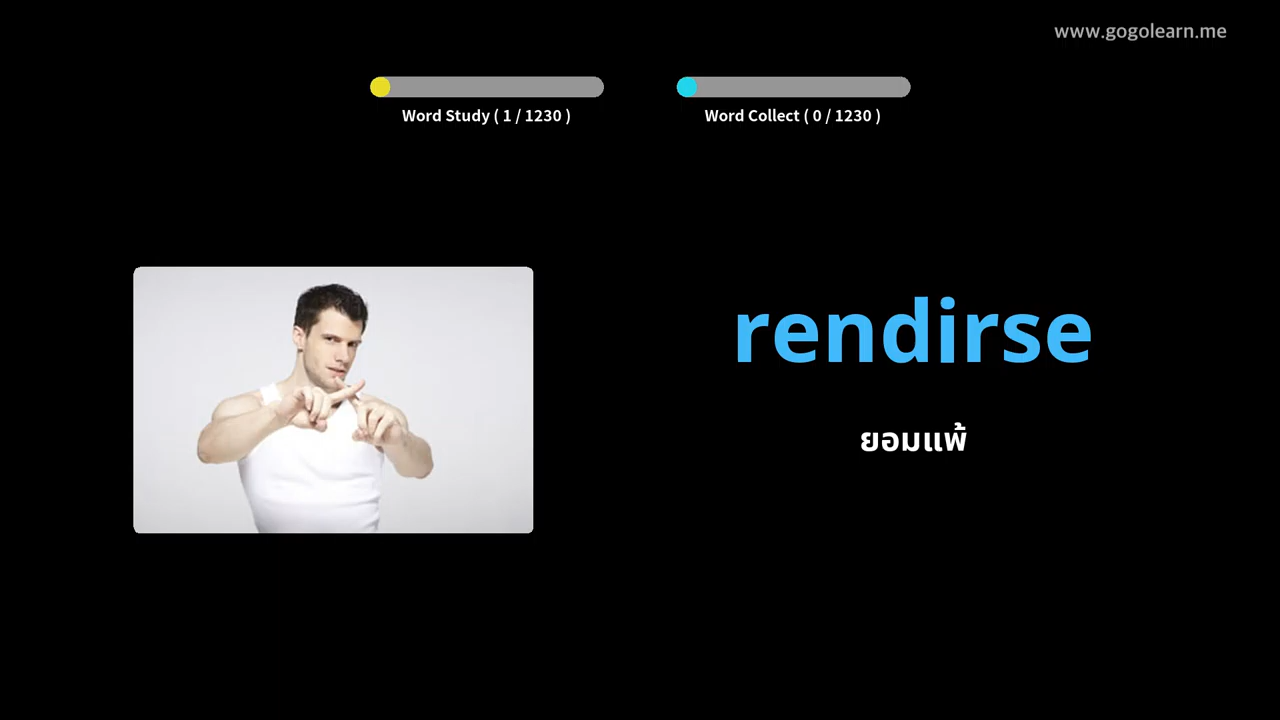 www.gogolearn.me
Word Study ( 1 / 1230 )
Word Collect ( 0 / 1230 )
rendirse
ยอมแพ้